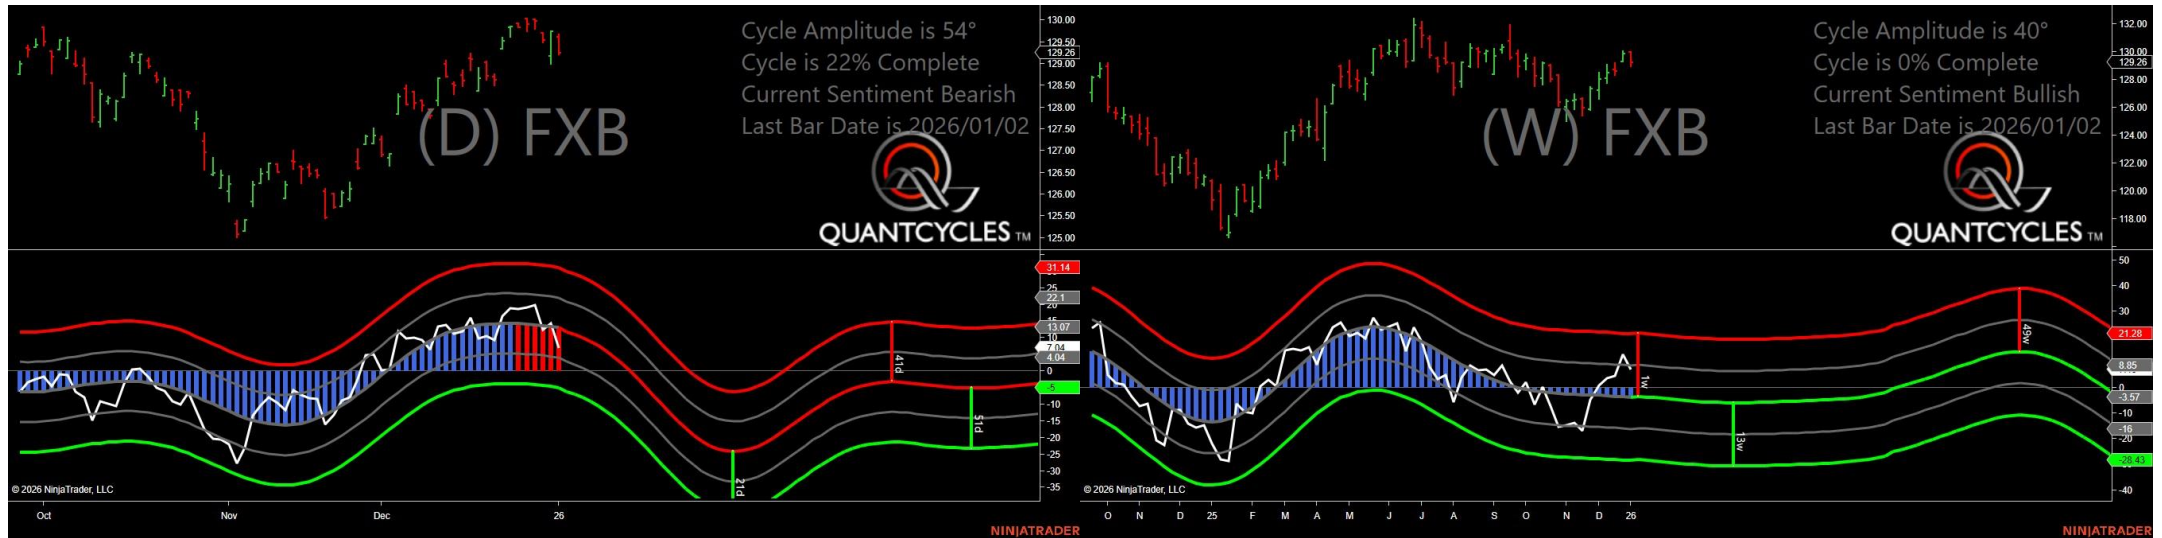 Cycle Amplitude is 54°
Cycle is 22% Complete
Current Sentiment Bearish
Last Bar Date is 2026/01/02
(D) FXB
QUANTCYCLES TM
130.00
129.50
129.26
129.00
128.50
128.00
127.50
127.00
126.50
126.00
125.50
125.00
31.14
25
22.1
20
15
13.07
10
7.04
4.04
0
-5
-10
-15
-20
-25
-30
-35
41d
51d
21d
© 2026 NinjaTrader, LLC
Oct
Nov
Dec
26
NINJATRADER
Cycle Amplitude is 40°
Cycle is 0% Complete
Current Sentiment Bullish
Last Bar Date is 2026/01/02
(W) FXB
QUANTCYCLES TM
132.00
130.00
129.26
128.00
126.00
124.00
122.00
120.00
118.00
50
40
30
21.28
8.85
0
-3.57
-10
-16
-20
-28.43
-40
49w
1w
13w
© 2026 NinjaTrader, LLC
O
N
D
25
F
M
A
M
J
J
A
S
O
N
D
26
NINJATRADER